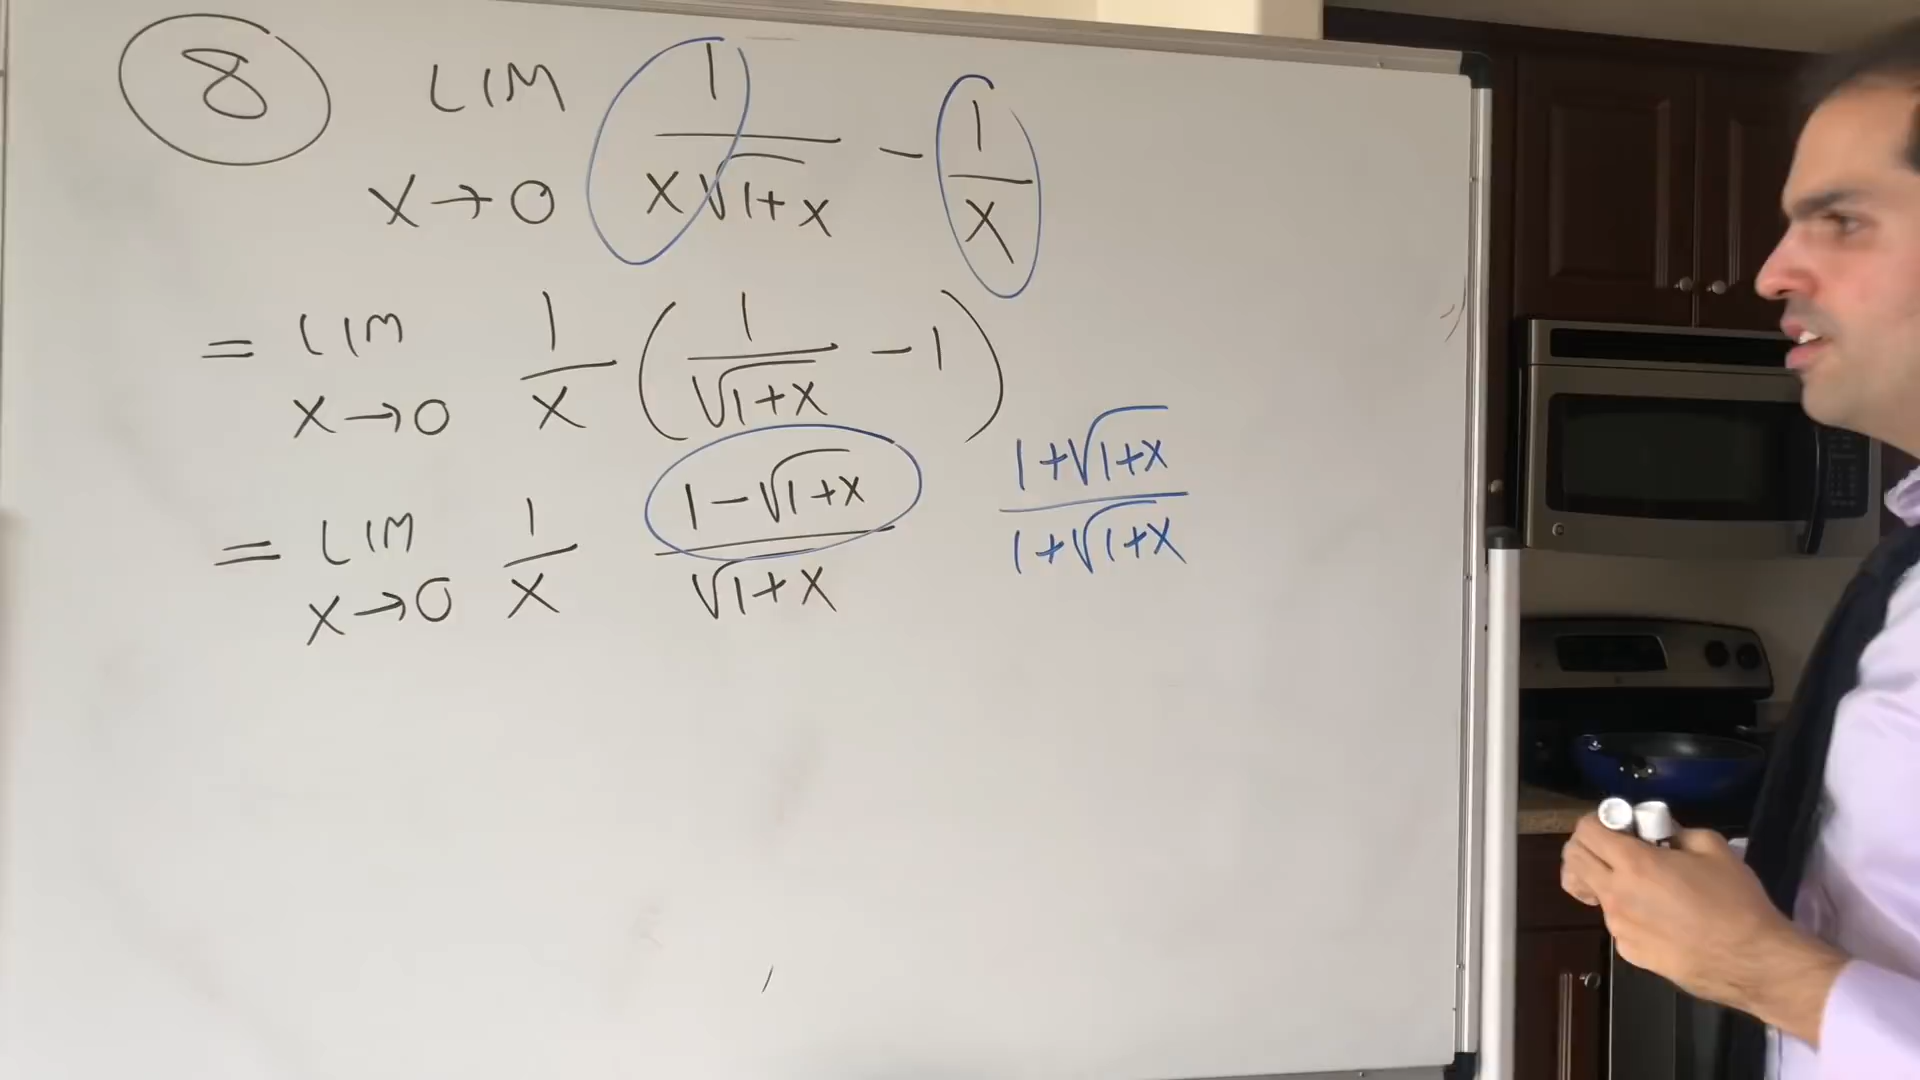 8 LIM x→0 1/(x√(1+x)) - 1/x
= LIM x→0 1/x (1/√(1+x) - 1)
= LIM x→0 1/x (1-√(1+x))/√(1+x) (1+√(1+x))/(1+√(1+x))